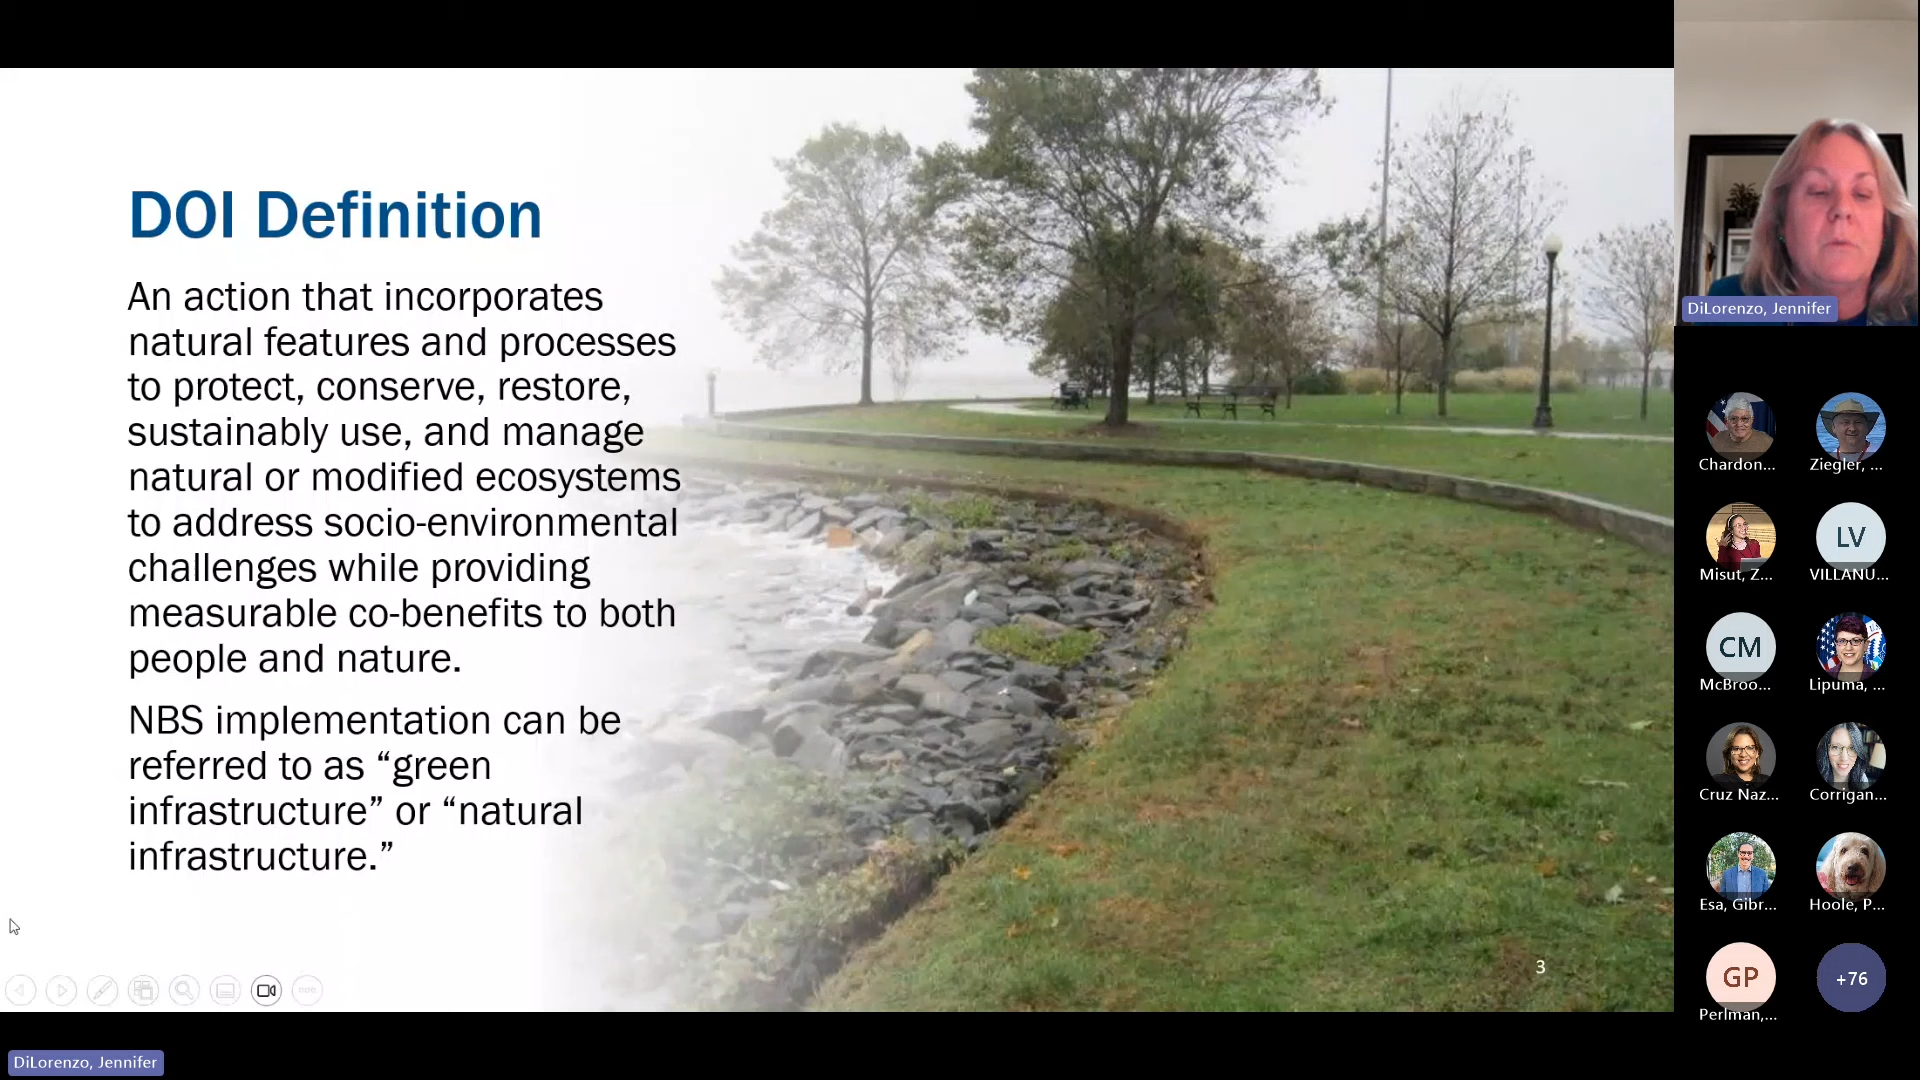 DOI Definition
An action that incorporates
natural features and processes
to protect, conserve, restore,
sustainably use, and manage
natural or modified ecosystems
to address socio-environmental
challenges while providing
measurable co-benefits to both
people and nature.
NBS implementation can be
referred to as “green
infrastructure” or “natural
infrastructure.”
3
DiLorenzo, Jennifer
DiLorenzo, Jennifer
Chardon...
Ziegler, ...
Misut, Z...
LV
VILLANU...
CM
McBroo...
Lipuma, ...
Cruz Naz...
Corrigan...
Esa, Gibr...
Hoole, P...
GP
Perlman,...
+76